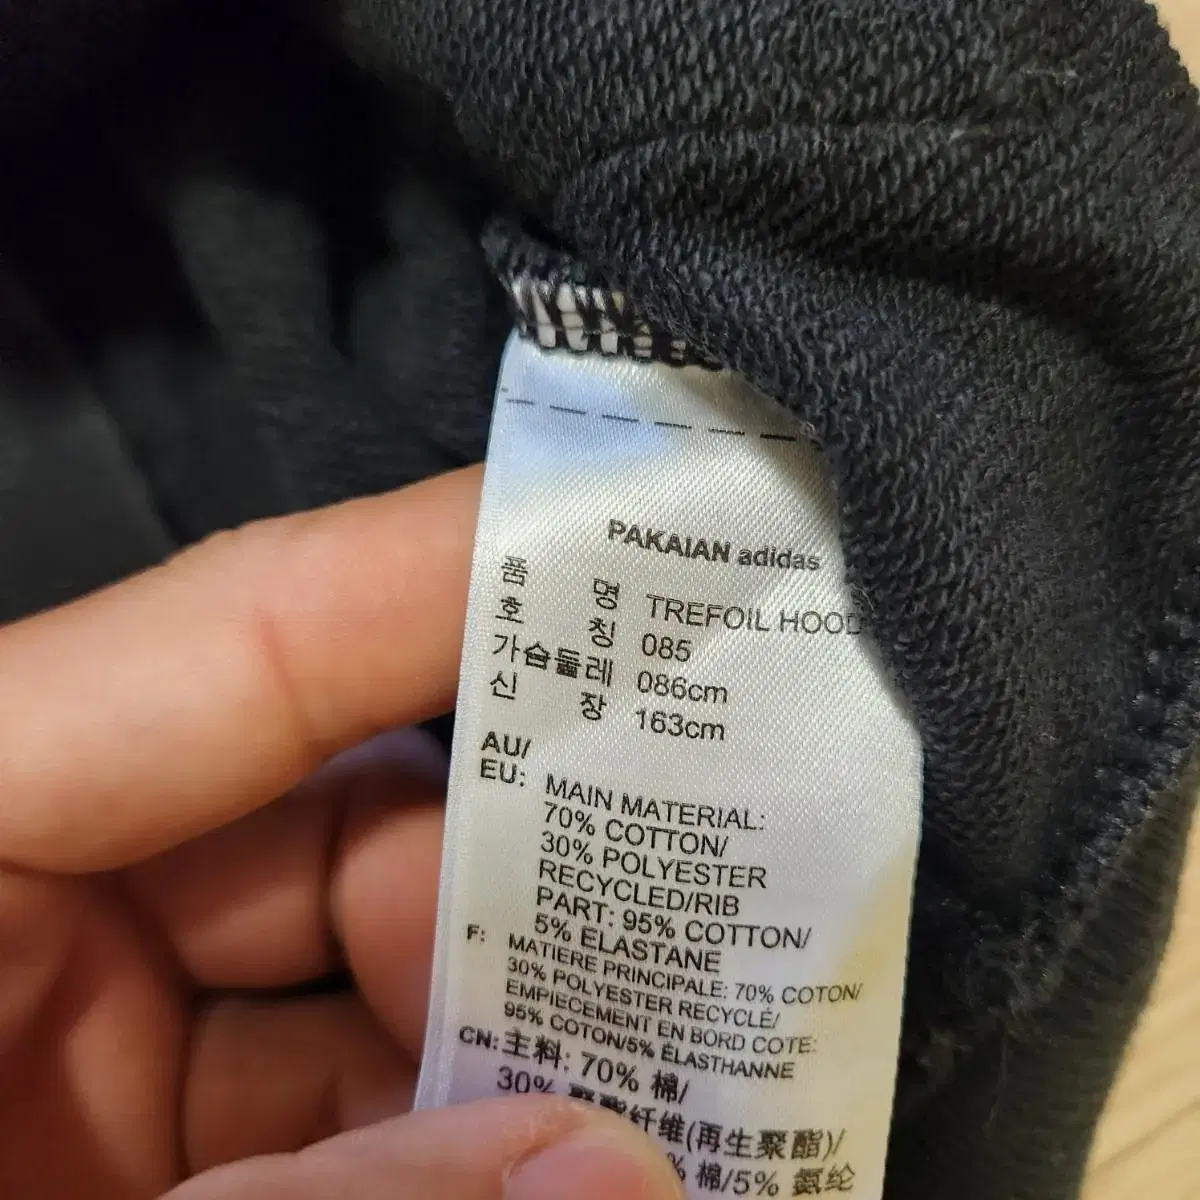 PAKAIAN adidas
품 명 TREFOIL HOOD
호 칭 085
가슴둘레 086cm
신 장 163cm
AU/
EU: MAIN MATERIAL:
70% COTTON/
30% POLYESTER
RECYCLED/RIB
PART: 95% COTTON/
5% ELASTANE
F: MATIERE PRINCIPALE: 70% COTON/
30% POLYESTER RECYCLÉ/
EMPIECEMENT EN BORD COTE:
95% COTON/5% ÉLASTHANNE
CN: 主料: 70% 棉/
30% 聚酯纤维(再生聚酯)/
% 棉/5% 氨纶